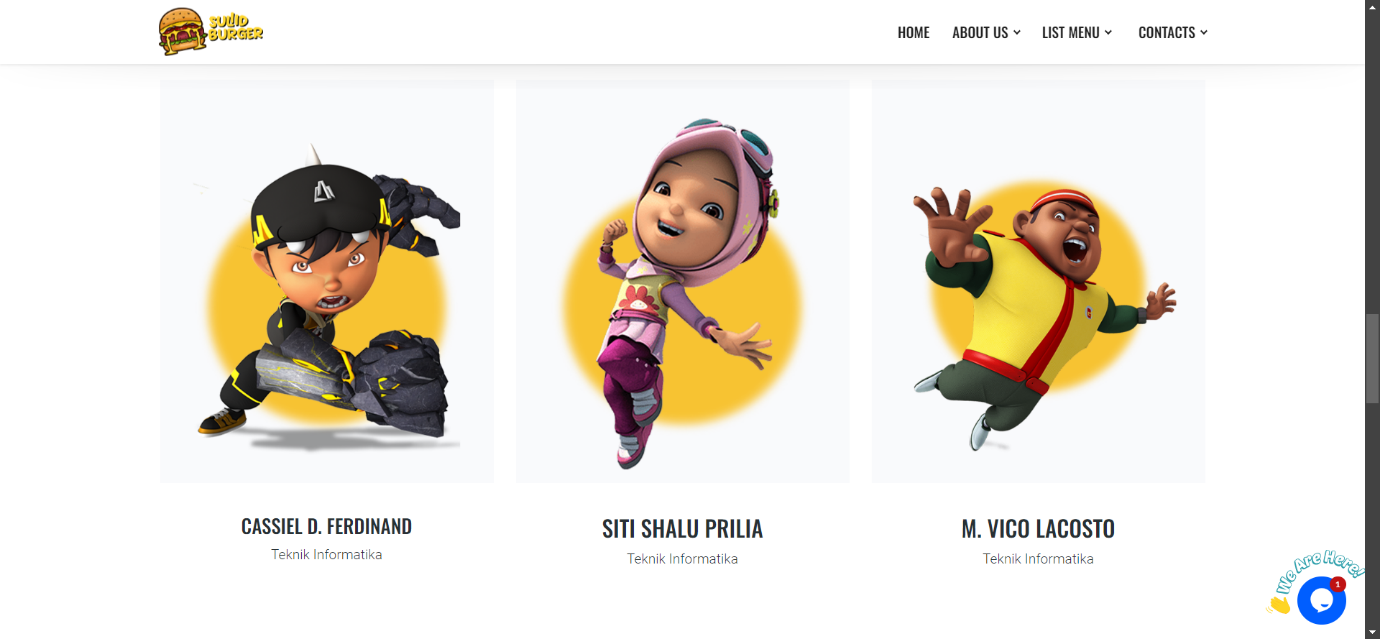 SULLID
BURGER
HOME
ABOUT US
LIST MENU
CONTACTS
CASSIEL D. FERDINAND
Teknik Informatika
SITI SHALU PRILIA
Teknik Informatika
M. VICO LACOSTO
Teknik Informatika
We Are Here!
1